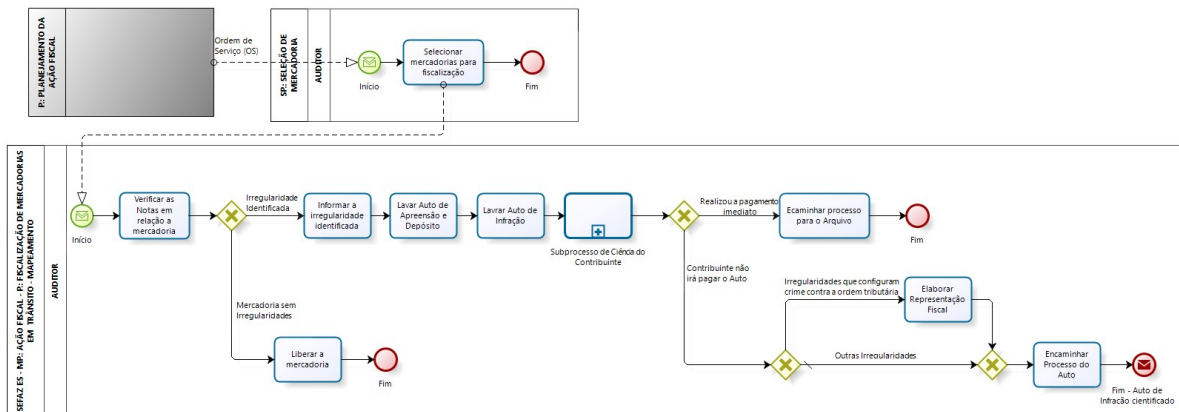 P.: PLANEJAMENTO DA
AÇÃO FISCAL
Ordem de
Serviço (OS)
SP.: SELEÇÃO DE
MERCADORIA
AUDITOR
Início
Selecionar
mercadorias para
fiscalização
Fim
SEFAZ ES - MP.: AÇÃO FISCAL - P.: FISCALIZAÇÃO DE MERCADORIAS
EM TRÂNSITO - MAPEAMENTO
AUDITOR
Início
Verificar as
Notas em
relação a
mercadoria
Irregularidade
Identificada
Informar a
irregularidade
identificada
Lavar Auto de
Apreensão e
Depósito
Lavrar Auto de
Infração
Subprocesso de Ciência do
Contribuinte
Realizou a pagamento
imediato
Ecaminhar processo
para o Arquivo
Fim
Mercadoria sem
Irregularidades
Liberar a
mercadoria
Fim
Contribuinte não
irá pagar o Auto
Irregularidades que configuram
crime contra a ordem tributária
Elaborar
Representação
Fiscal
Outras Irregularidades
Encaminhar
Processo do
Auto
Fim - Auto de
Infração cientificado